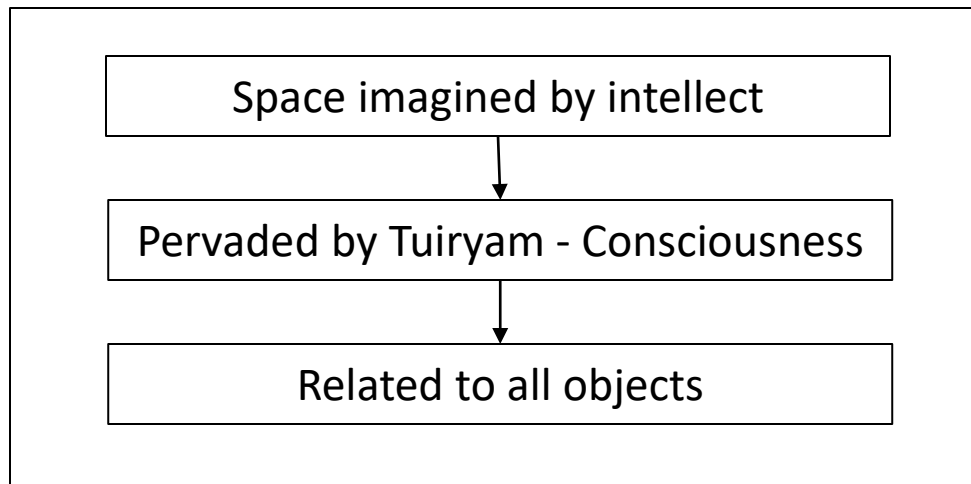 Space imagined by intellect
Pervaded by Tuiryam - Consciousness
Related to all objects